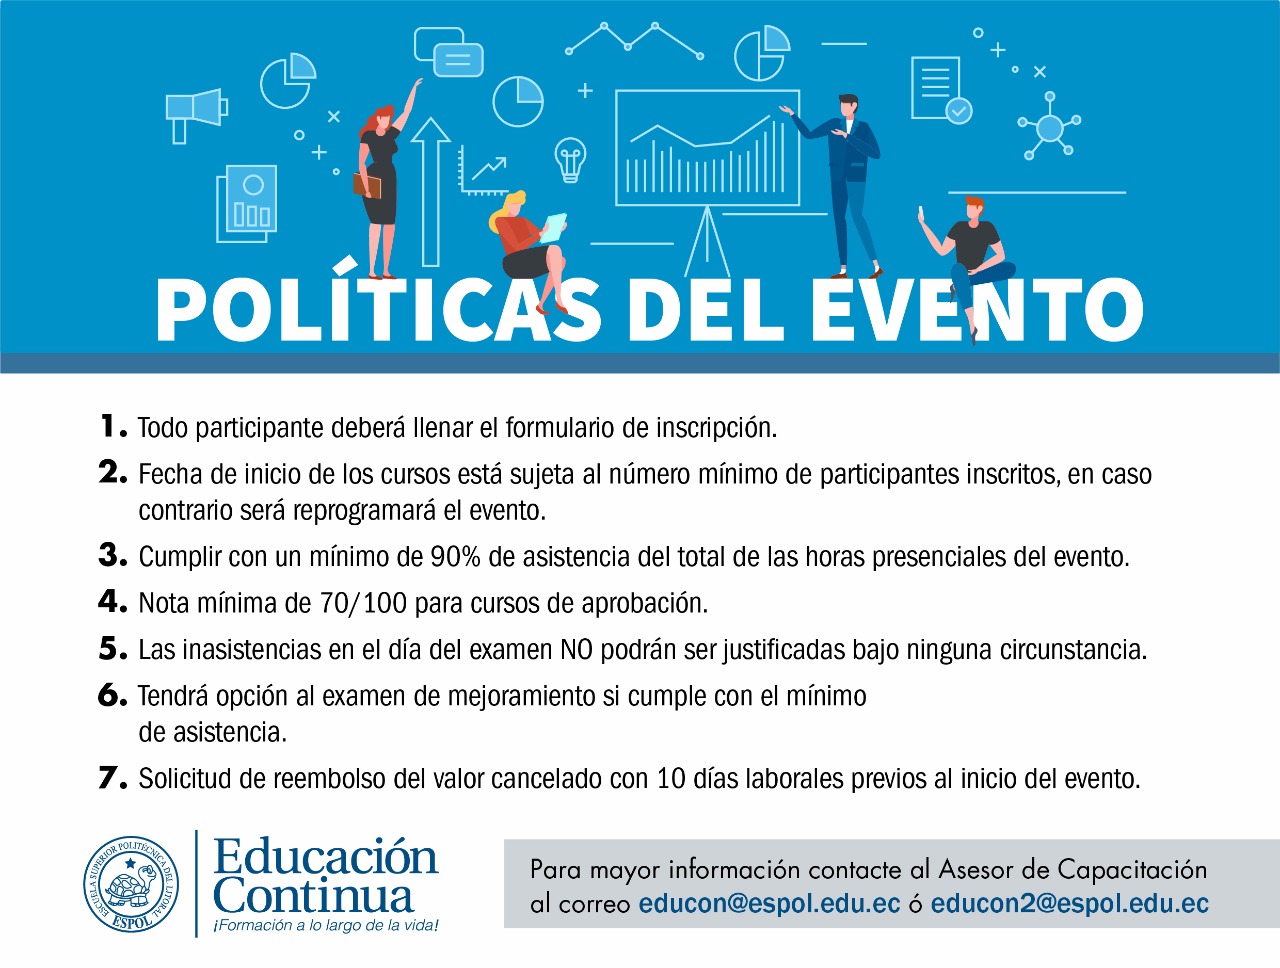 POLÍTICAS DEL EVENTO
1. Todo participante deberá llenar el formulario de inscripción.
2. Fecha de inicio de los cursos está sujeta al número mínimo de participantes inscritos, en caso
contrario será reprogramará el evento.
3. Cumplir con un mínimo de 90% de asistencia del total de las horas presenciales del evento.
4. Nota mínima de 70/100 para cursos de aprobación.
5. Las inasistencias en el día del examen NO podrán ser justificadas bajo ninguna circunstancia.
6. Tendrá opción al examen de mejoramiento si cumple con el mínimo
de asistencia.
7. Solicitud de reembolso del valor cancelado con 10 días laborales previos al inicio del evento.
ESCUELA SUPERIOR POLITÉCNICA DEL LITORAL
ESPOL
Educación
Continua
¡Formación a lo largo de la vida!
Para mayor información contacte al Asesor de Capacitación
al correo educon@espol.edu.ec ó educon2@espol.edu.ec